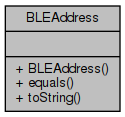 BLEAddress
+ BLEAddress()
+ equals()
+ toString()